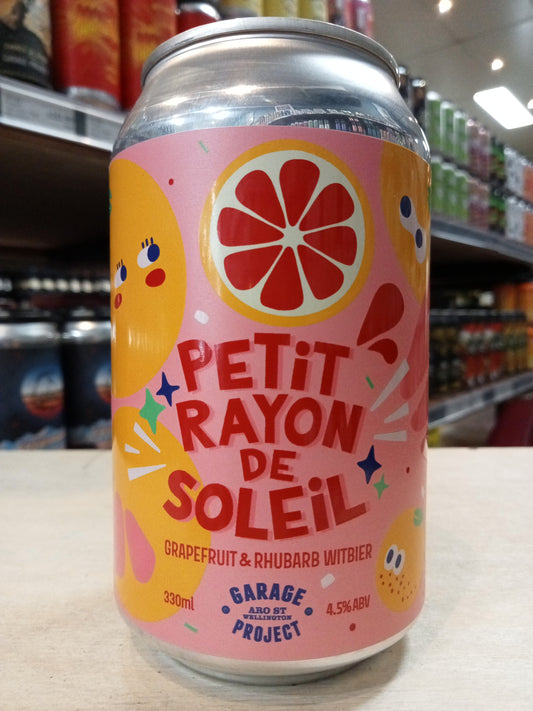 PETiT
RAYON
DE
SOLEiL
GRAPEFRUIT & RHUBARB WITBIER
330ml
GARAGE
ARO ST
WELLINGTON
PROJECT
4.5% ABV